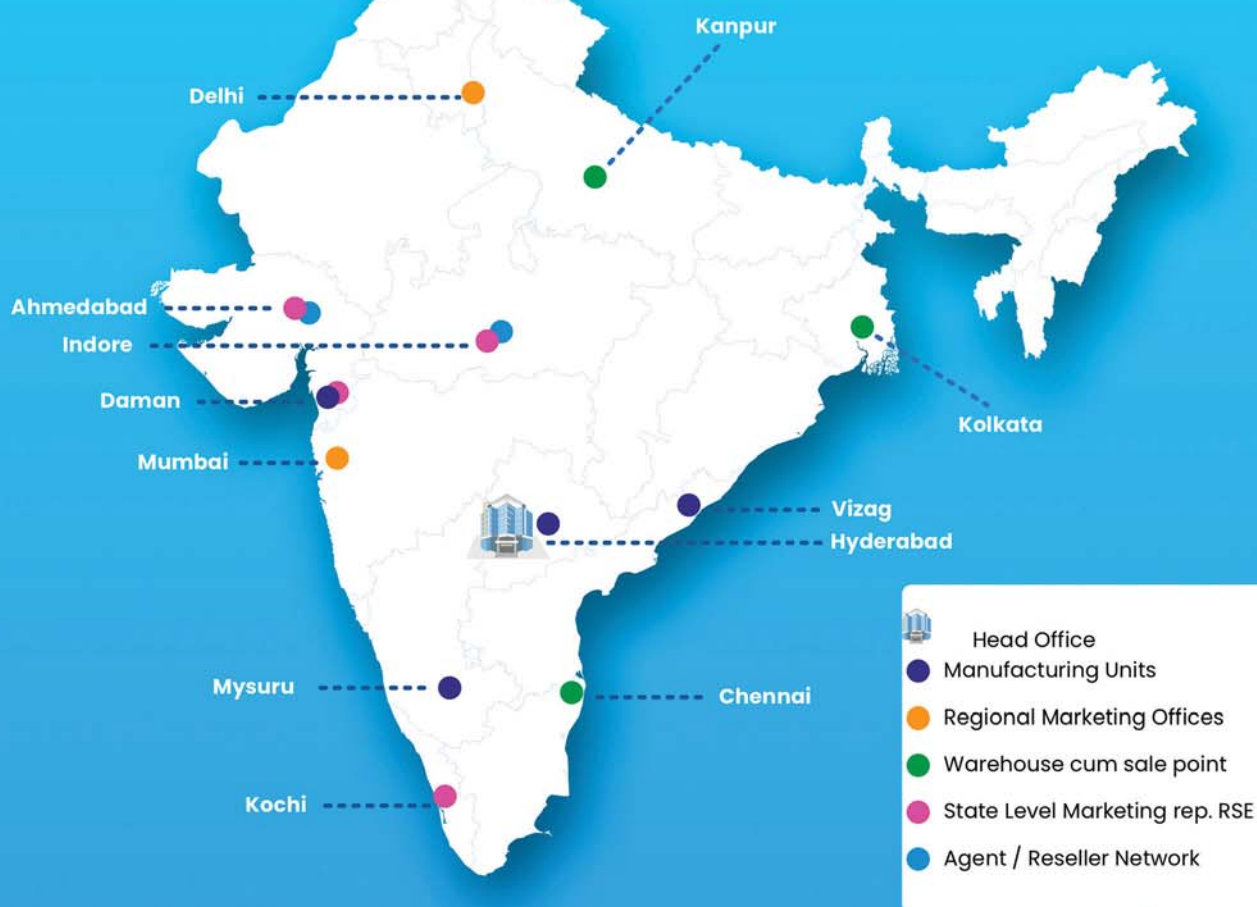 Kanpur
Delhi
Ahmedabad
Indore
Daman
Mumbai
Kolkata
Vizag
Hyderabad
Mysuru
Chennai
Kochi
Head Office
Manufacturing Units
Regional Marketing Offices
Warehouse cum sale point
State Level Marketing rep. RSE
Agent / Reseller Network